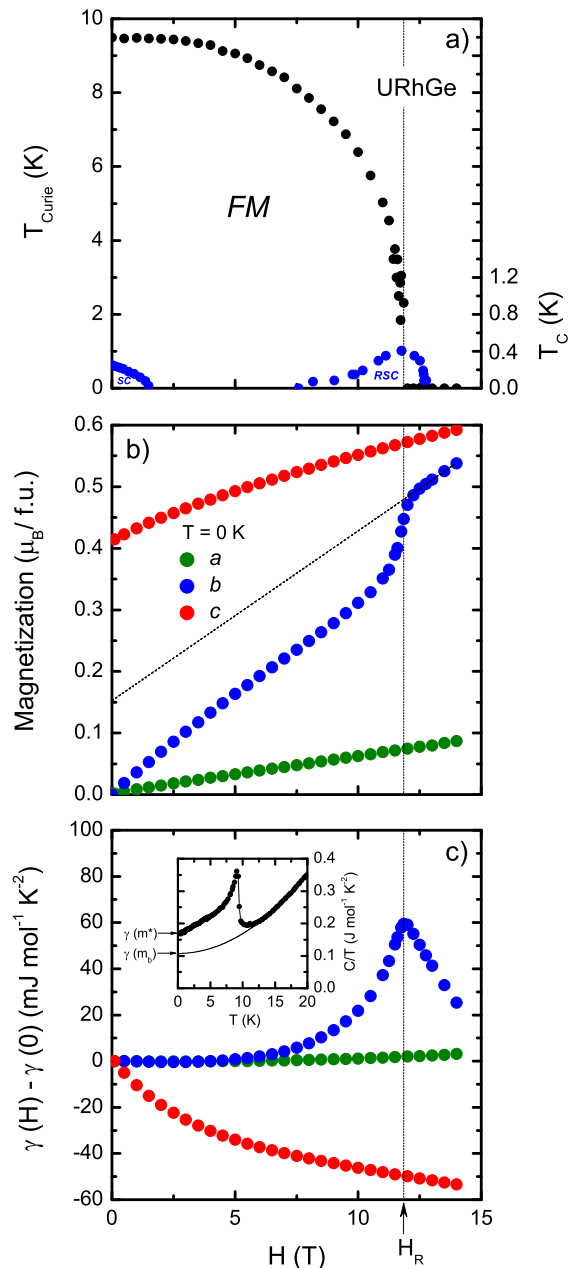 a)
URhGe
10
8
6
4
2
0
T_Curie (K)
FM
SC
RSC
1.2
0.8
0.4
0.0
T_C (K)
b)
0.6
0.5
0.4
0.3
0.2
0.1
0.0
Magnetization (μ_B/ f.u.)
T = 0 K
a
b
c
c)
100
80
60
40
20
0
-20
-40
-60
γ (H) - γ (0) (mJ mol⁻¹ K⁻²)
γ (m*)
γ (m_b)
0.4
0.3
0.2
0.1
0.0
C/T (J mol⁻¹ K⁻²)
0 5 10 15 20
T (K)
0 5 10 15
H (T)
H_R